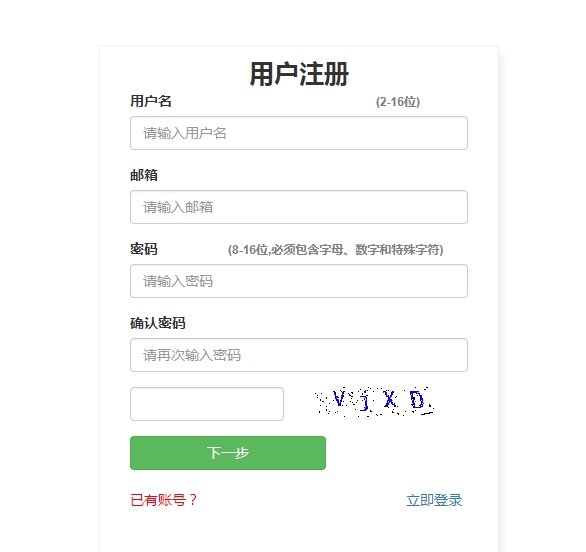 用户注册
用户名 (2-16位)
请输入用户名
邮箱
请输入邮箱
密码 (8-16位,必须包含字母、数字和特殊字符)
请输入密码
确认密码
请再次输入密码
VjXD
下一步
已有账号？ 立即登录